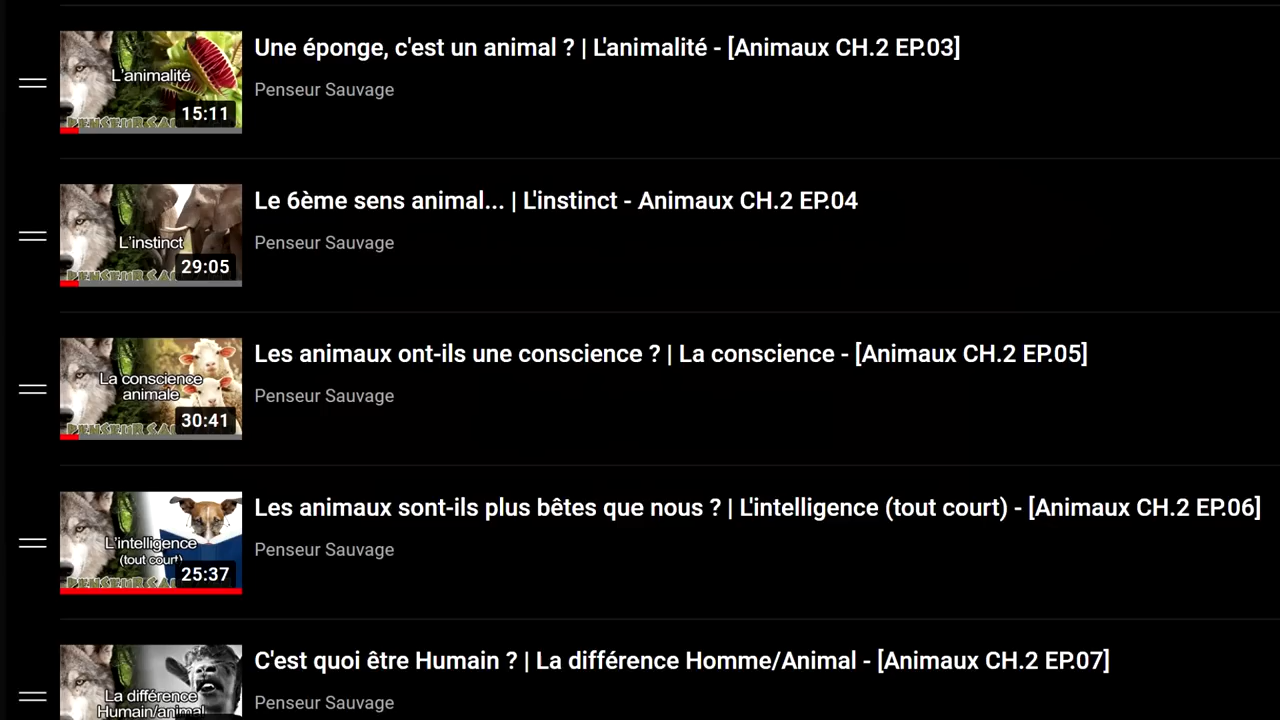 L'animalité
PENSEUR SAUVAGE
15:11
Une éponge, c'est un animal ? | L'animalité - [Animaux CH.2 EP.03]
Penseur Sauvage
L'instinct
29:05
Le 6ème sens animal... | L'instinct - Animaux CH.2 EP.04
Penseur Sauvage
La conscience
animale
30:41
Les animaux ont-ils une conscience ? | La conscience - [Animaux CH.2 EP.05]
Penseur Sauvage
L'intelligence
(tout court)
25:37
Les animaux sont-ils plus bêtes que nous ? | L'intelligence (tout court) - [Animaux CH.2 EP.06]
Penseur Sauvage
La différence
Humain/animal
C'est quoi être Humain ? | La différence Homme/Animal - [Animaux CH.2 EP.07]
Penseur Sauvage